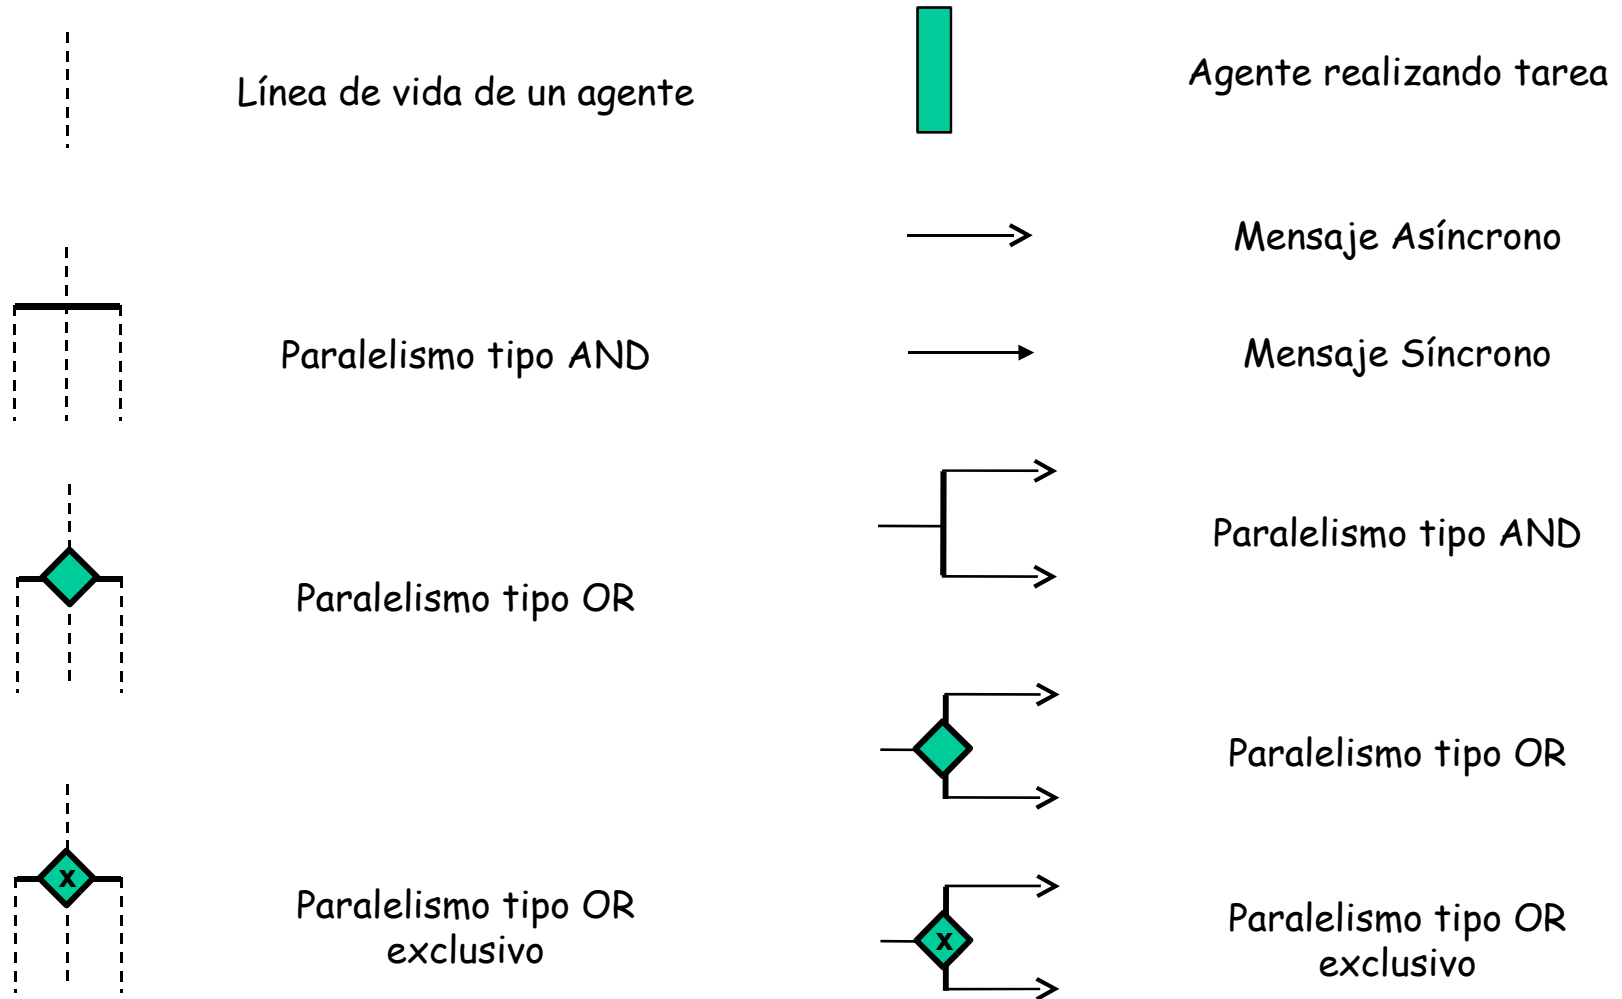 Línea de vida de un agente
Agente realizando tarea
Mensaje Asíncrono
Paralelismo tipo AND
Mensaje Síncrono
Paralelismo tipo AND
Paralelismo tipo OR
Paralelismo tipo OR
x
Paralelismo tipo OR
exclusivo
x
Paralelismo tipo OR
exclusivo